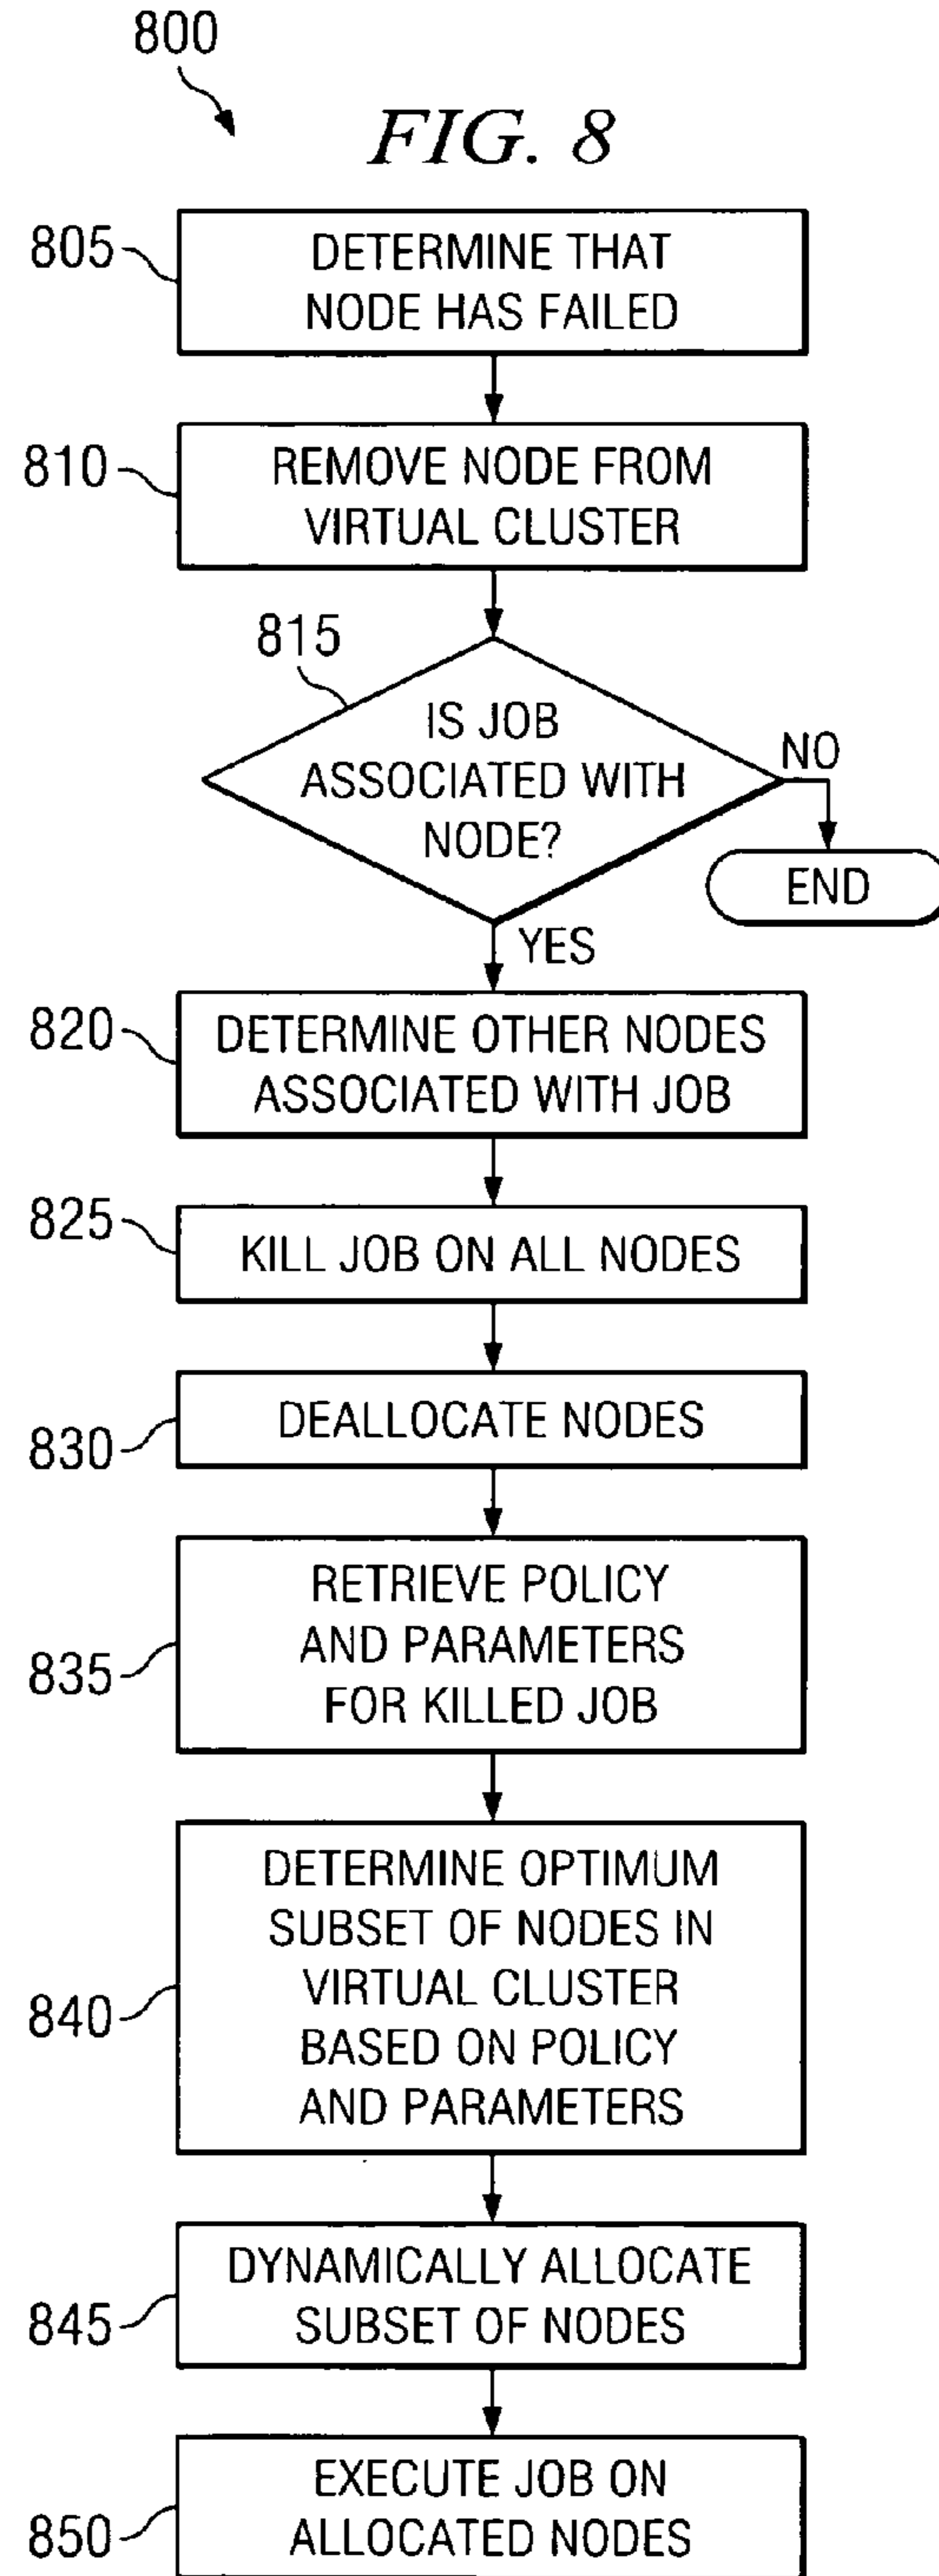 800
FIG. 8
805
DETERMINE THAT
NODE HAS FAILED
810
REMOVE NODE FROM
VIRTUAL CLUSTER
815
IS JOB
ASSOCIATED WITH
NODE?
NO
END
YES
820
DETERMINE OTHER NODES
ASSOCIATED WITH JOB
825
KILL JOB ON ALL NODES
830
DEALLOCATE NODES
835
RETRIEVE POLICY
AND PARAMETERS
FOR KILLED JOB
840
DETERMINE OPTIMUM
SUBSET OF NODES IN
VIRTUAL CLUSTER
BASED ON POLICY
AND PARAMETERS
845
DYNAMICALLY ALLOCATE
SUBSET OF NODES
850
EXECUTE JOB ON
ALLOCATED NODES